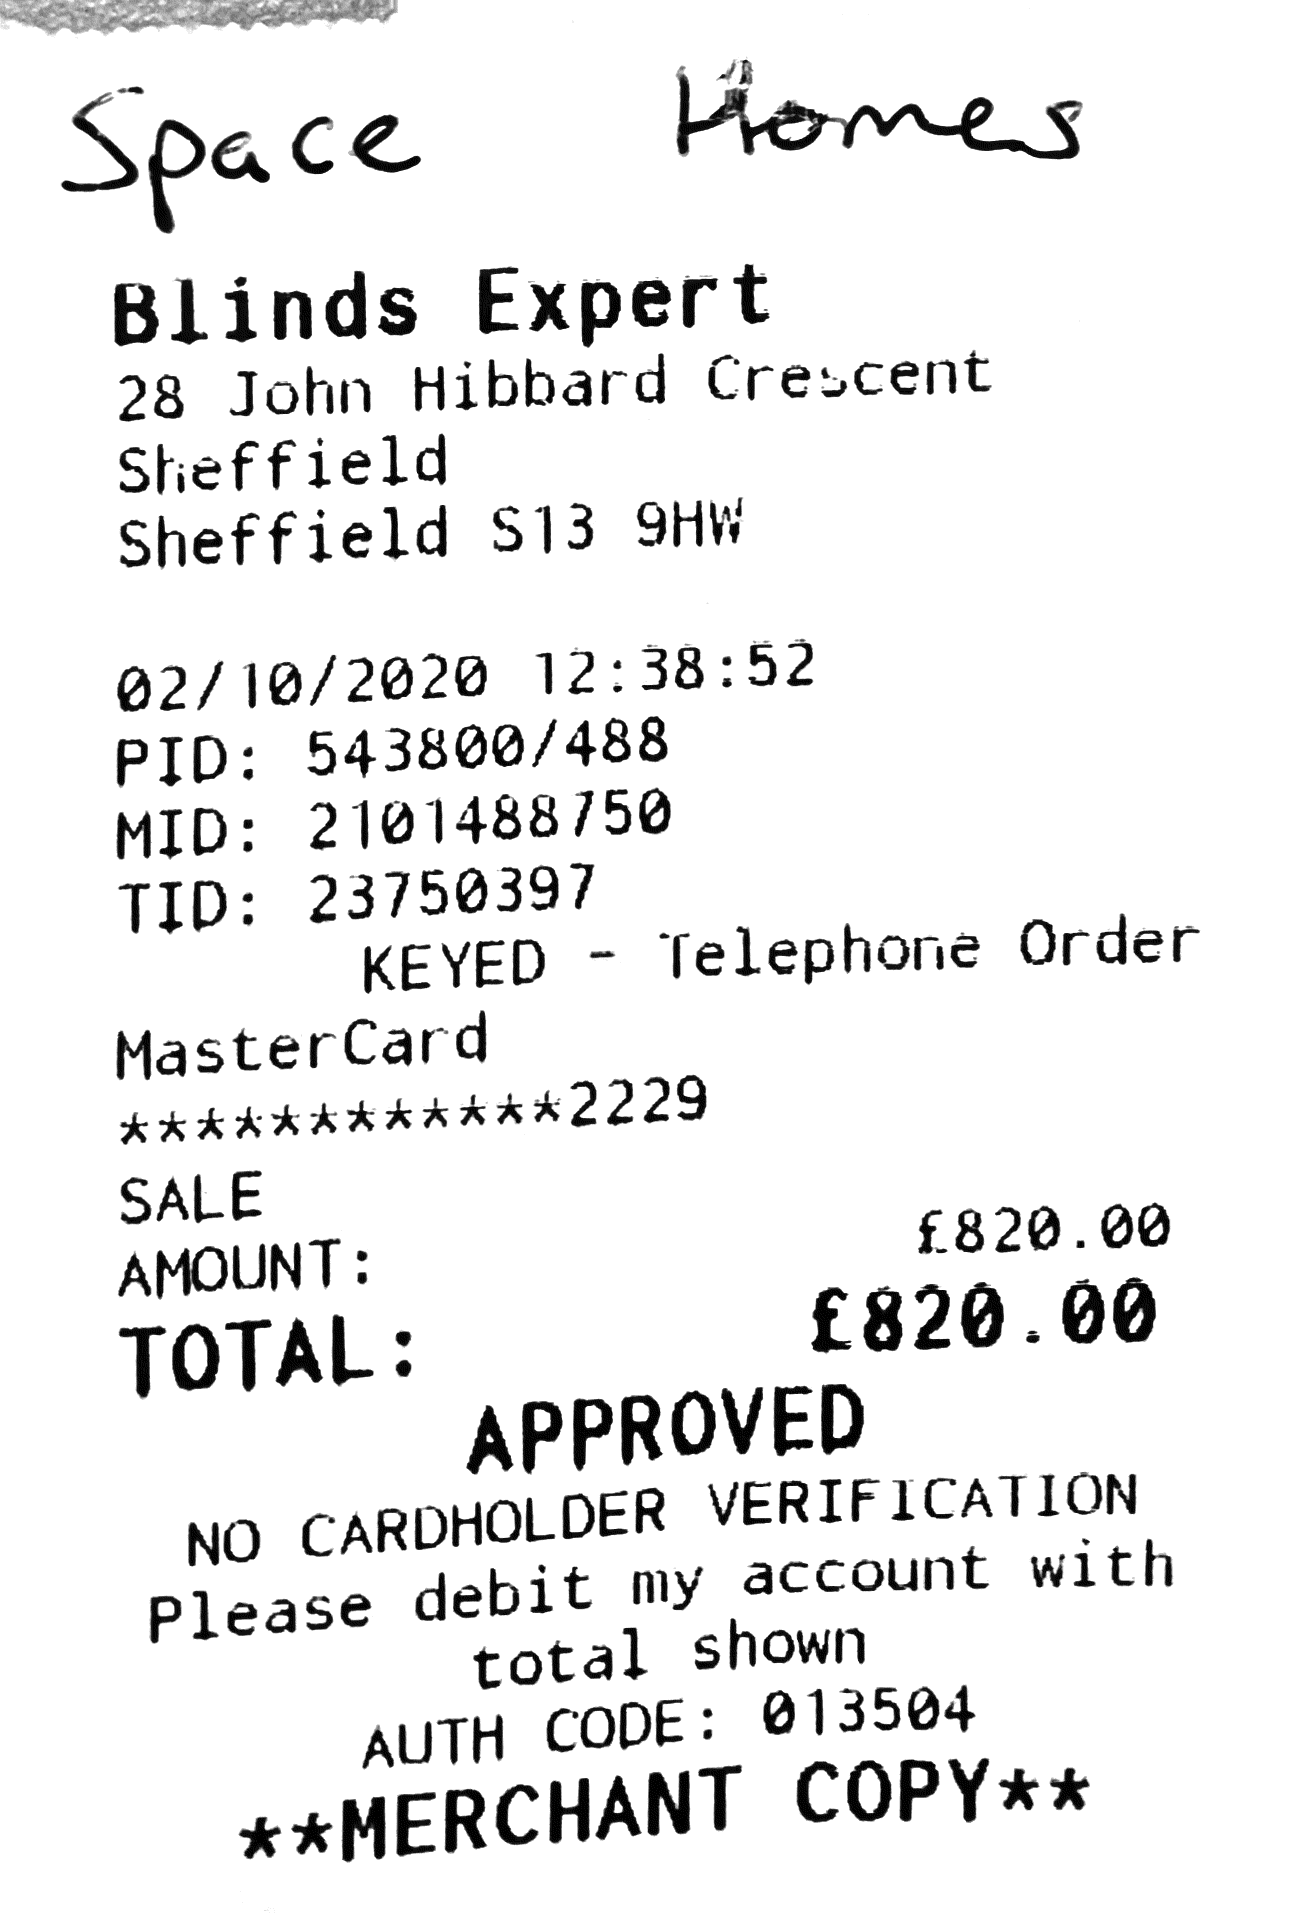 Space Homes
Blinds Expert
28 John Hibbard Crescent
Sheffield
Sheffield S13 9HW
02/10/2020 12:38:52
PID: 543800/488
MID: 2101488750
TID: 23750397
KEYED - Telephone Order
MasterCard
************2229
SALE
AMOUNT: £820.00
TOTAL: £820.00
APPROVED
NO CARDHOLDER VERIFICATION
Please debit my account with
total shown
AUTH CODE: 013504
**MERCHANT COPY**